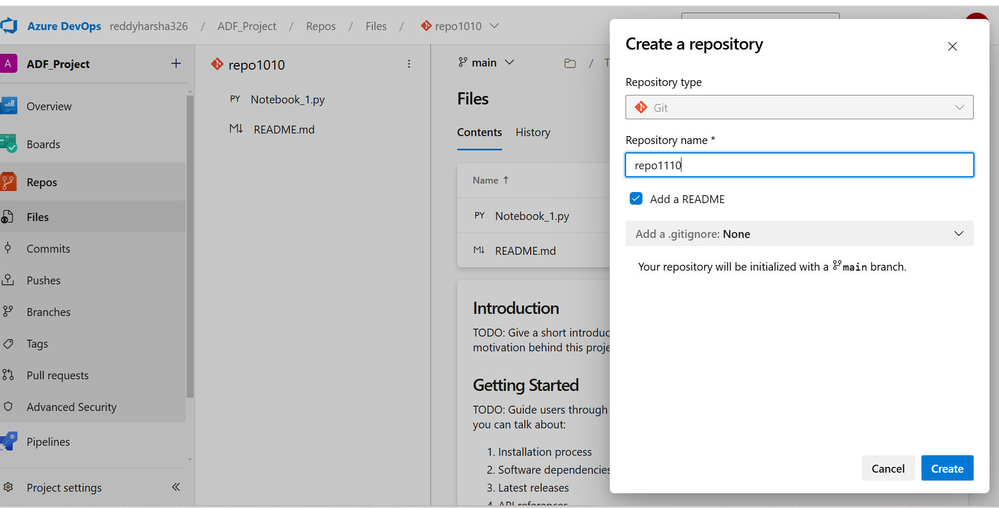 Azure DevOps reddyharsha326 / ADF_Project / Repos / Files / repo1010
A ADF_Project +
Overview
Boards
Repos
Files
Commits
Pushes
Branches
Tags
Pull requests
Advanced Security
Pipelines
Project settings
repo1010
PY Notebook_1.py
M↓ README.md
main / T
Files
Contents History
Name ↑
PY Notebook_1.py
M↓ README.md
Introduction
TODO: Give a short introduc
motivation behind this proje
Getting Started
TODO: Guide users through
you can talk about:
1. Installation process
2. Software dependencies
3. Latest releases
4. API references
Create a repository
Repository type
Git
Repository name *
repo1110
Add a README
Add a .gitignore: None
Your repository will be initialized with a main branch.
Cancel Create